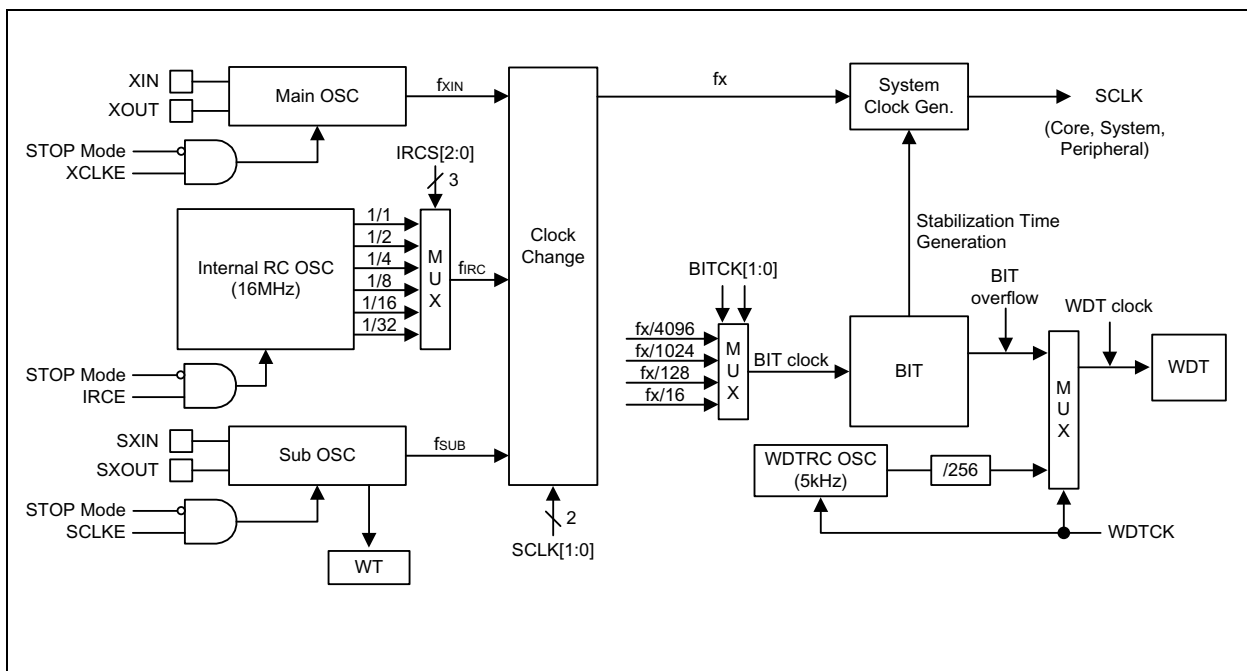 XIN
XOUT
Main OSC
fXIN
STOP Mode
XCLKE
IRCS[2:0]
3
Internal RC OSC
(16MHz)
1/1
1/2
1/4
1/8
1/16
1/32
M
U
X
fIRC
STOP Mode
IRCE
SXIN
SXOUT
Sub OSC
fSUB
STOP Mode
SCLKE
WT
Clock
Change
2
SCLK[1:0]
fx
System
Clock Gen.
SCLK
(Core, System,
Peripheral)
Stabilization Time
Generation
BITCK[1:0]
fx/4096
fx/1024
fx/128
fx/16
M
U
X
BIT clock
BIT
BIT
overflow
WDT clock
M
U
X
WDT
WDTRC OSC
(5kHz)
/256
WDTCK